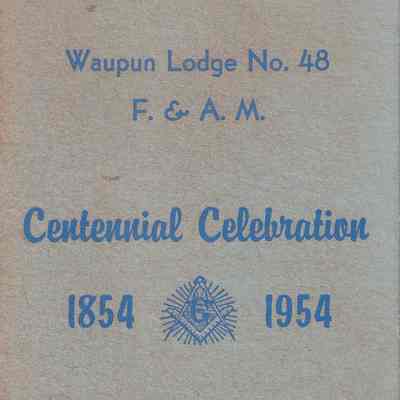 Waupun Lodge No. 48
F. & A. M.
Centennial Celebration
1854 G 1954